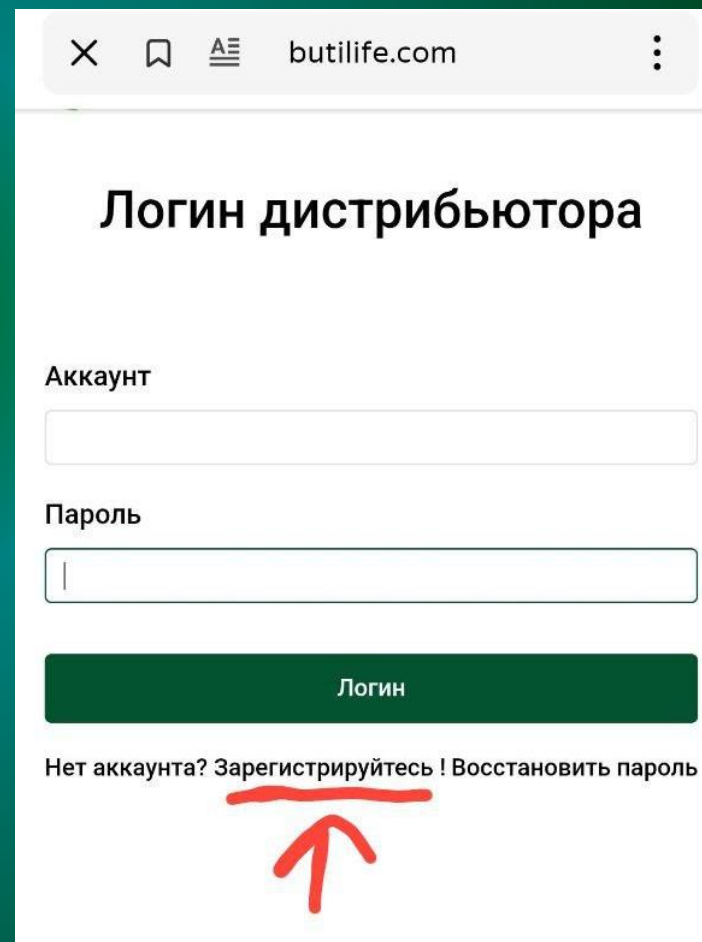 butilife.com
Логин дистрибьютора
Аккаунт
Пароль
Логин
Нет аккаунта? Зарегистрируйтесь ! Восстановить пароль